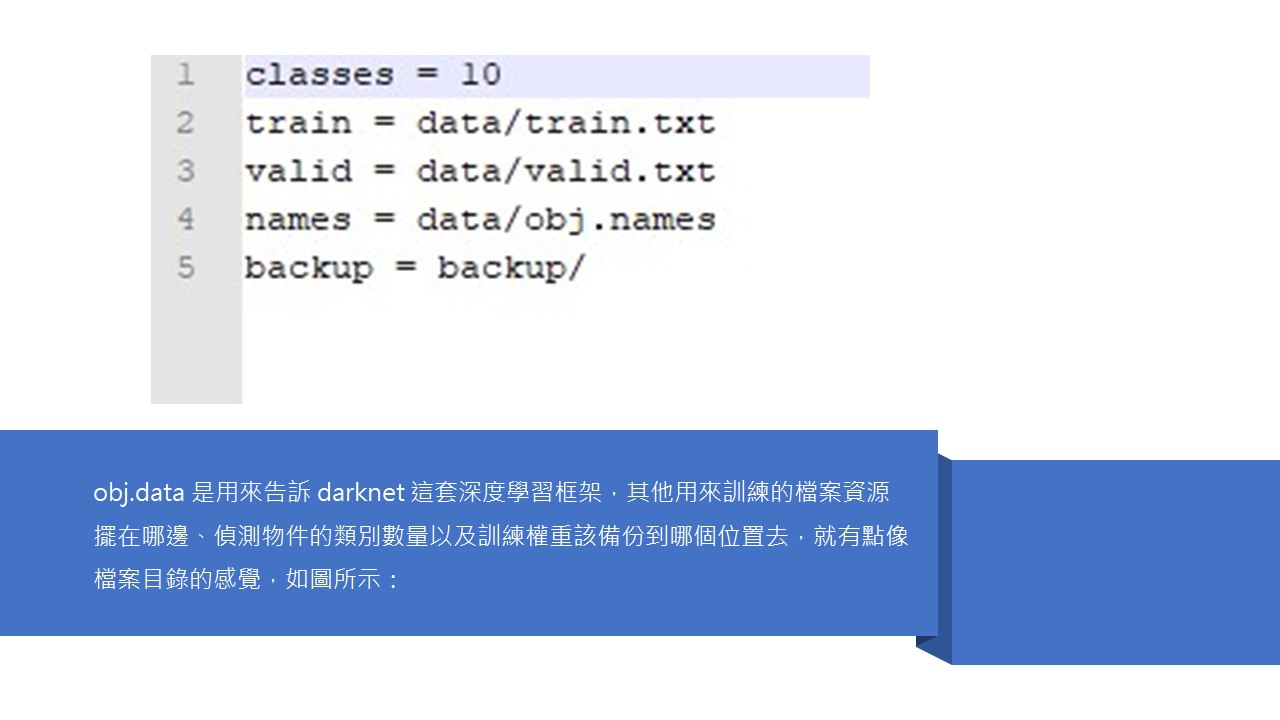 1 classes = 10
2 train = data/train.txt
3 valid = data/valid.txt
4 names = data/obj.names
5 backup = backup/
obj.data 是用來告訴 darknet 這套深度學習框架，其他用來訓練的檔案資源
擺在哪邊、偵測物件的類別數量以及訓練權重該備份到哪個位置去，就有點像
檔案目錄的感覺，如圖所示：